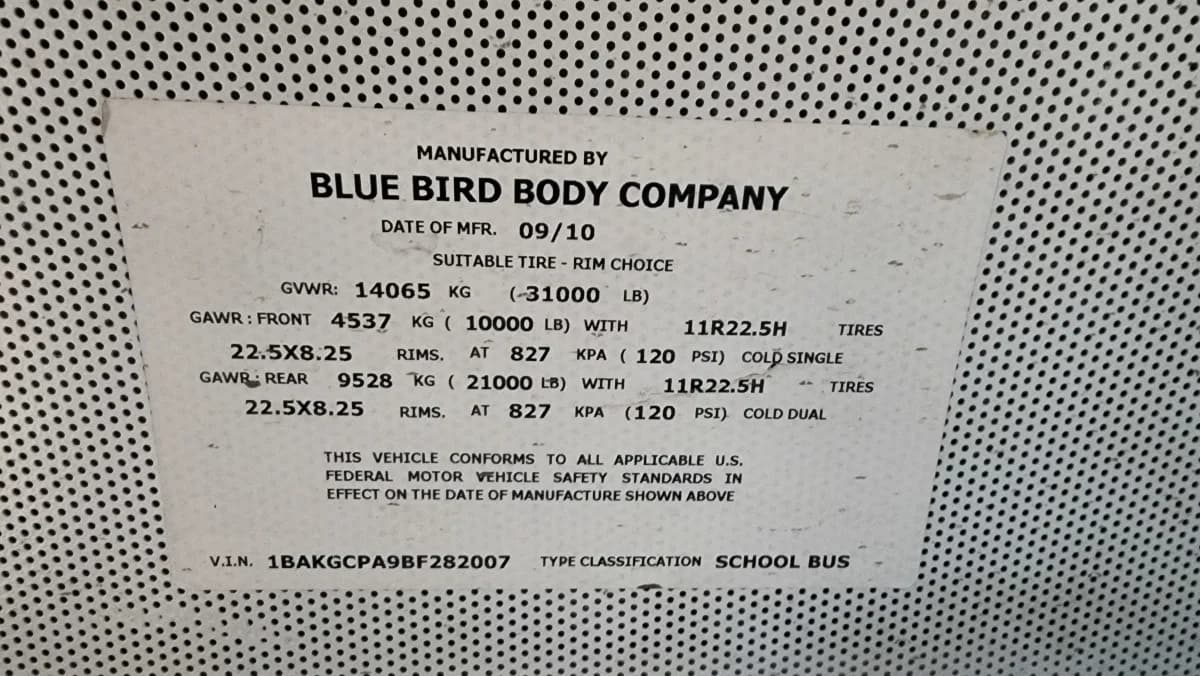 MANUFACTURED BY
BLUE BIRD BODY COMPANY
DATE OF MFR. 09/10
SUITABLE TIRE - RIM CHOICE
GVWR: 14065 KG (31000 LB)
GAWR : FRONT 4537 KG ( 10000 LB) WITH 11R22.5H TIRES
22.5X8.25 RIMS. AT 827 KPA ( 120 PSI) COLD SINGLE
GAWR : REAR 9528 KG ( 21000 LB) WITH 11R22.5H TIRES
22.5X8.25 RIMS. AT 827 KPA (120 PSI) COLD DUAL
THIS VEHICLE CONFORMS TO ALL APPLICABLE U.S.
FEDERAL MOTOR VEHICLE SAFETY STANDARDS IN
EFFECT ON THE DATE OF MANUFACTURE SHOWN ABOVE
V.I.N. 1BAKGCPA9BF282007 TYPE CLASSIFICATION SCHOOL BUS